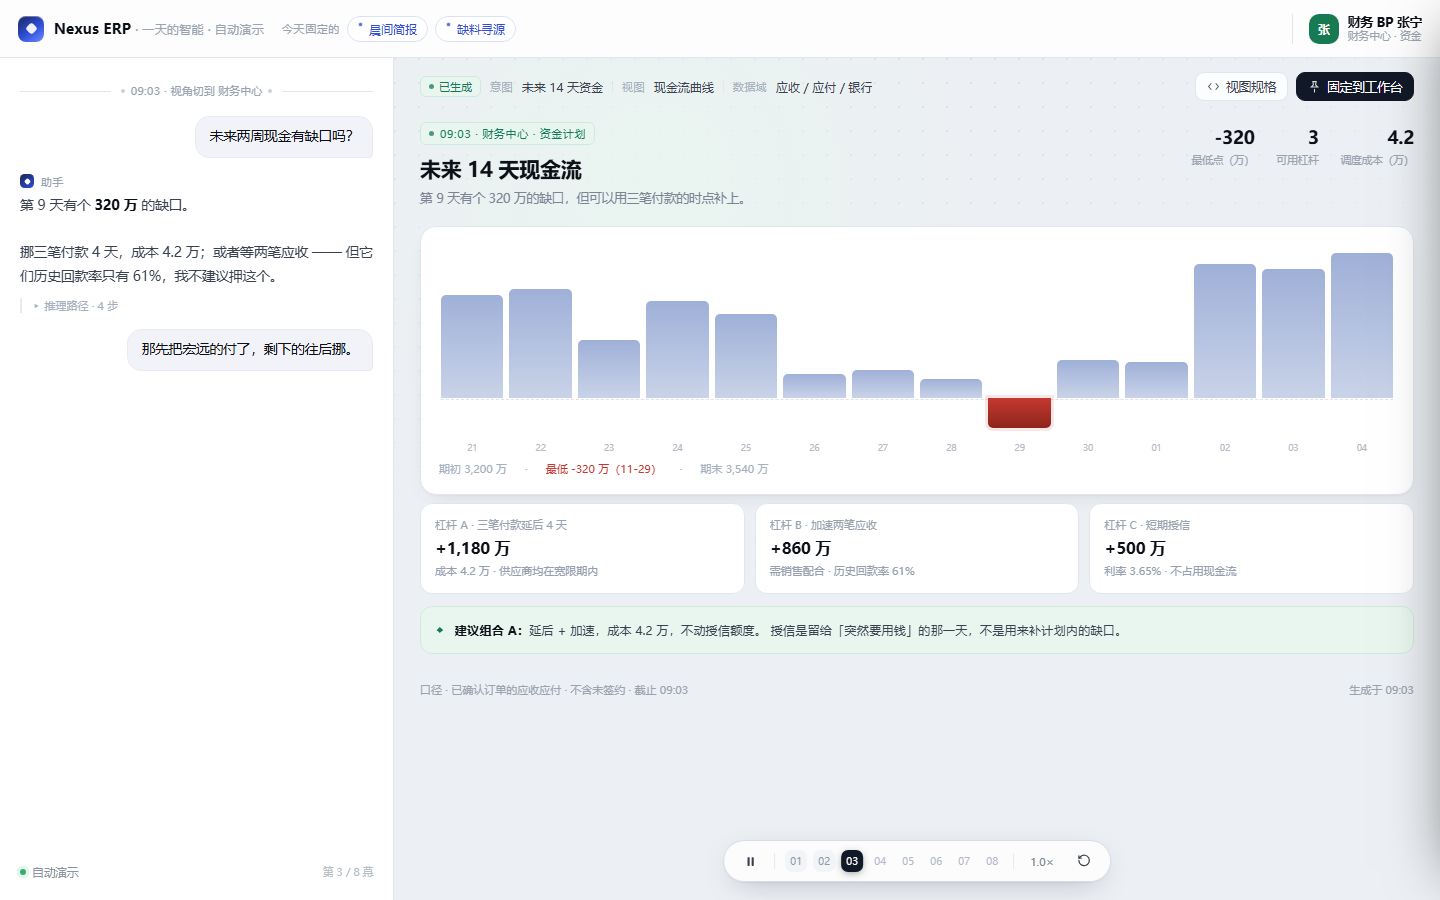 Nexus ERP · 一天的智能 · 自动演示
今天固定的
晨间简报
缺料寻源
张
财务 BP 张宁
财务中心 · 资金
09:03 · 视角切到 财务中心
未来两周现金有缺口吗？
助手
第 9 天有个 320 万 的缺口。
挪三笔付款 4 天，成本 4.2 万；或者等两笔应收 —— 但它
们历史回款率只有 61%，我不建议押这个。
推理路径 · 4 步
那先把宏远的付了，剩下的往后挪。
自动演示
第 3 / 8 幕
已生成 意图 未来 14 天资金 视图 现金流曲线 数据域 应收 / 应付 / 银行
视图规格
固定到工作台
09:03 · 财务中心 · 资金计划
未来 14 天现金流
第 9 天有个 320 万的缺口，但可以用三笔付款的时点补上。
-320 3 4.2
最低点（万） 可用杠杆 调度成本（万）
21 22 23 24 25 26 27 28 29 30 01 02 03 04
期初 3,200 万 · 最低 -320 万（11-29） · 期末 3,540 万
杠杆 A · 三笔付款延后 4 天
+1,180 万
成本 4.2 万 · 供应商均在宽限期内
杠杆 B · 加速两笔应收
+860 万
需销售配合 · 历史回款率 61%
杠杆 C · 短期授信
+500 万
利率 3.65% · 不占用现金流
建议组合 A：延后 + 加速，成本 4.2 万，不动授信额度。 授信是留给「突然要用钱」的那一天，不是用来补计划内的缺口。
口径 · 已确认订单的应收应付 · 不含未签约 · 截止 09:03
生成于 09:03
01 02 03 04 05 06 07 08 1.0×